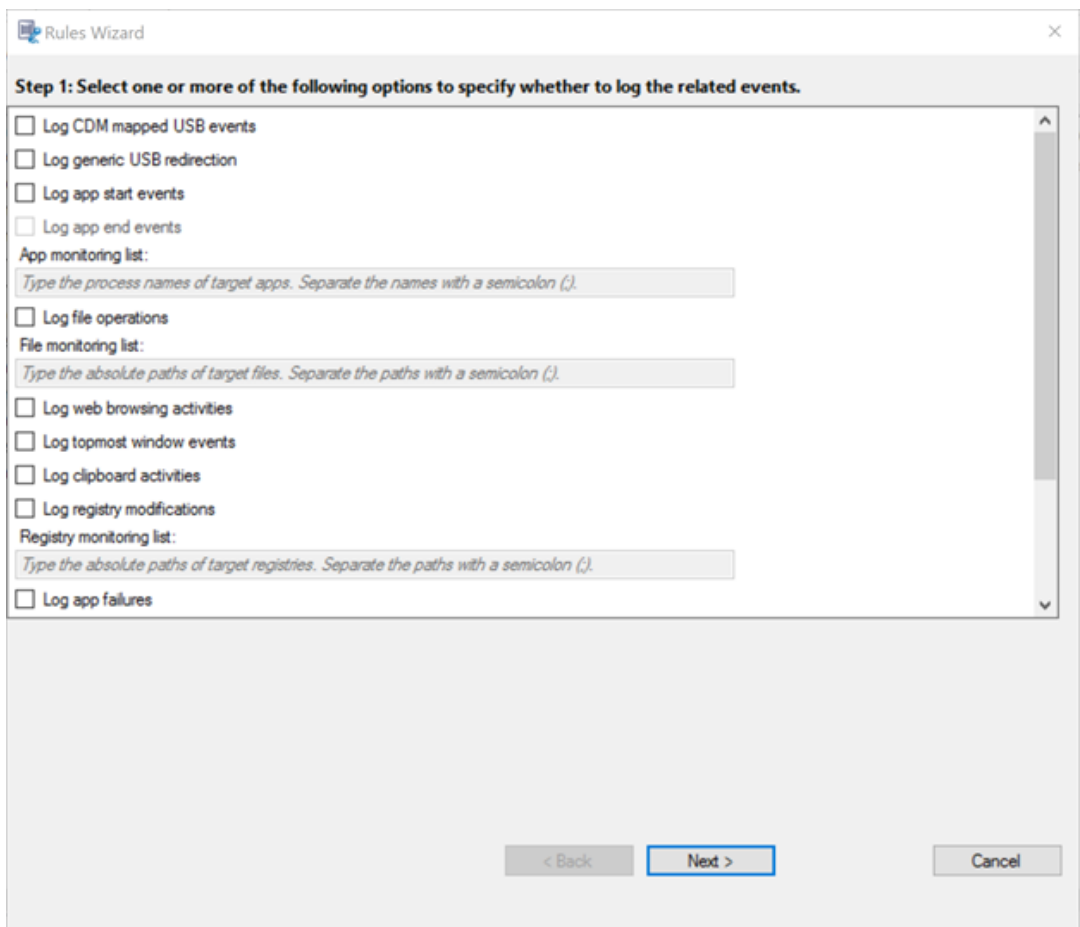 Rules Wizard
Step 1: Select one or more of the following options to specify whether to log the related events.
Log CDM mapped USB events
Log generic USB redirection
Log app start events
Log app end events
App monitoring list:
Type the process names of target apps. Separate the names with a semicolon (;).
Log file operations
File monitoring list:
Type the absolute paths of target files. Separate the paths with a semicolon (;).
Log web browsing activities
Log topmost window events
Log clipboard activities
Log registry modifications
Registry monitoring list:
Type the absolute paths of target registries. Separate the paths with a semicolon (;).
Log app failures
< Back Next > Cancel